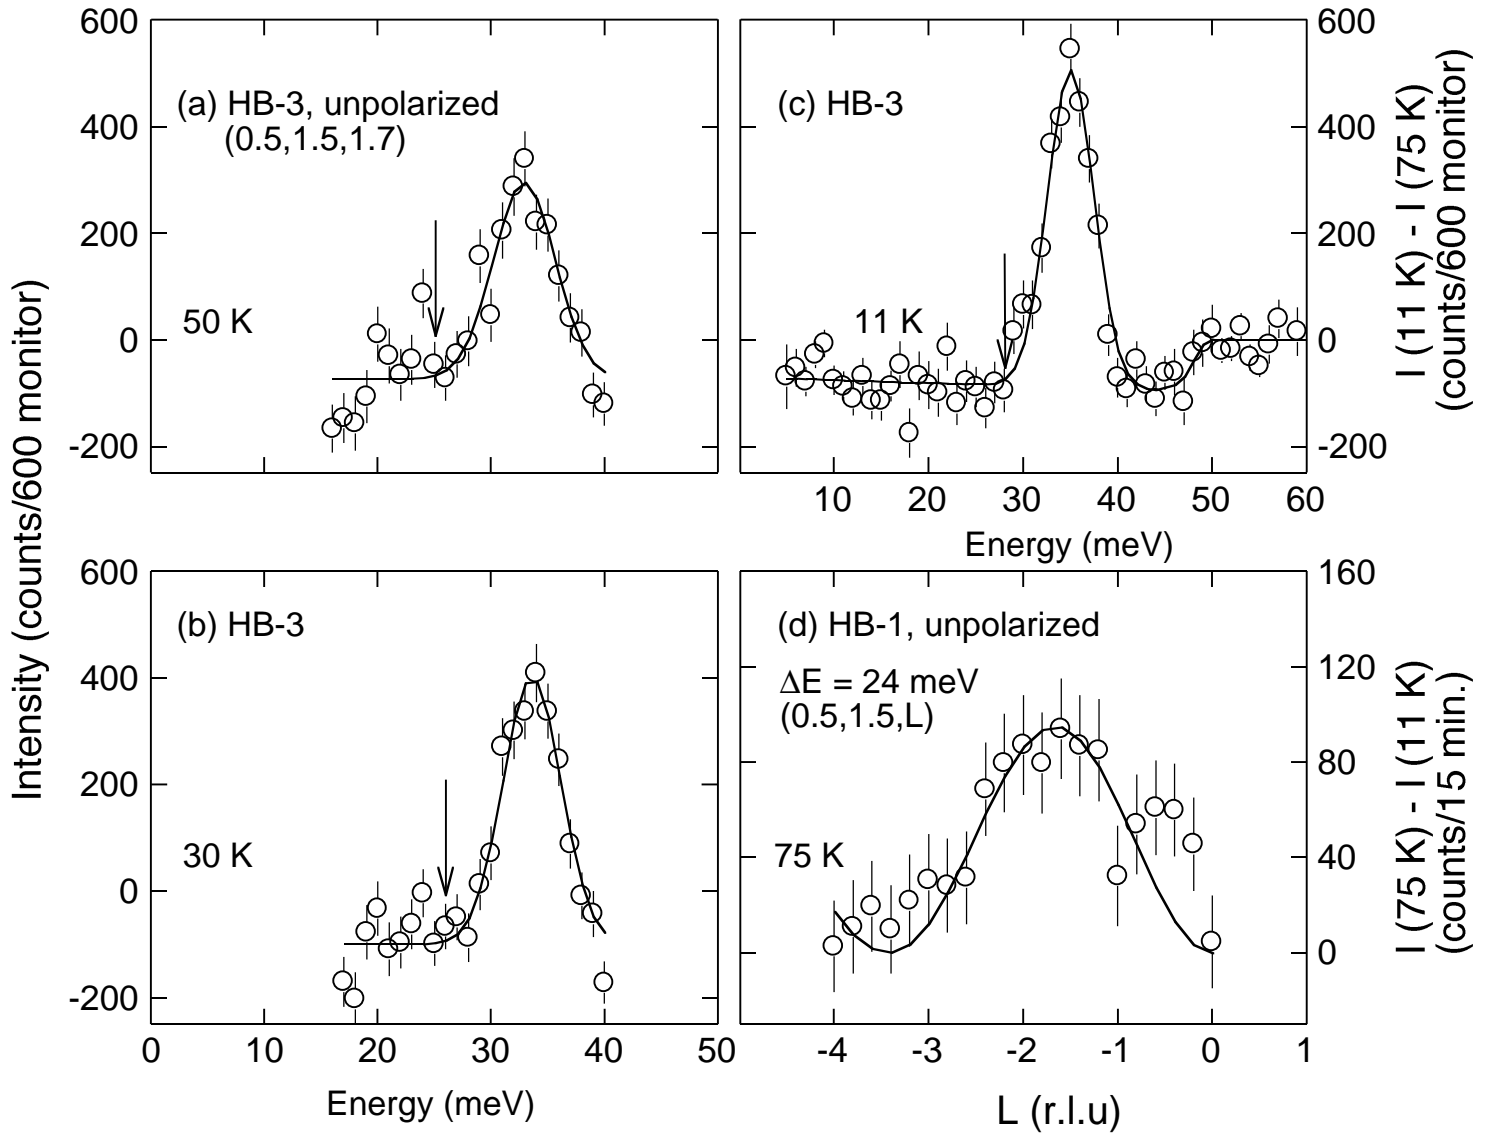 600
400
200
0
-200
Intensity (counts/600 monitor)
(a) HB-3, unpolarized
(0.5,1.5,1.7)
50 K
(c) HB-3
11 K
600
400
200
0
-200
I (11 K) - I (75 K)
(counts/600 monitor)
10 20 30 40 50 60
Energy (meV)
600
400
200
0
-200
(b) HB-3
30 K
0 10 20 30 40 50
Energy (meV)
(d) HB-1, unpolarized
ΔE = 24 meV
(0.5,1.5,L)
75 K
160
120
80
40
0
I (75 K) - I (11 K)
(counts/15 min.)
-4 -3 -2 -1 0 1
L (r.l.u)